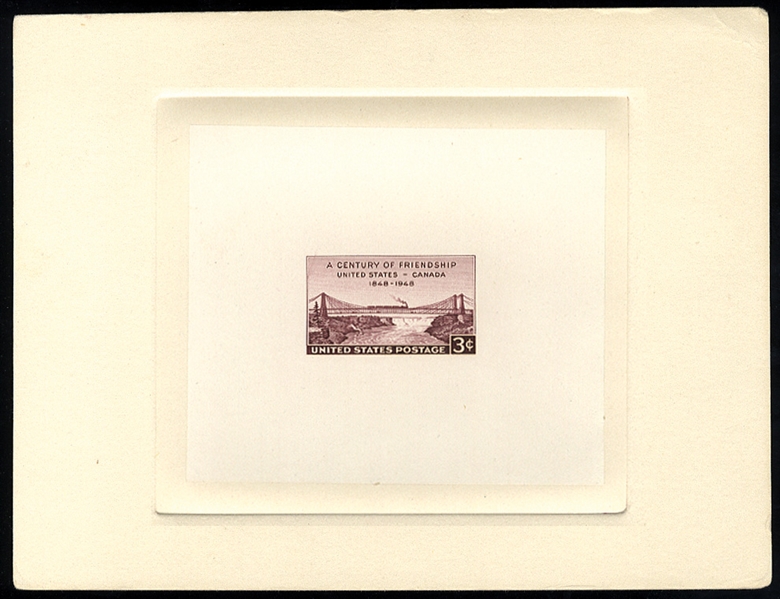 A CENTURY OF FRIENDSHIP
UNITED STATES - CANADA
1848-1948
UNITED STATES POSTAGE 3¢